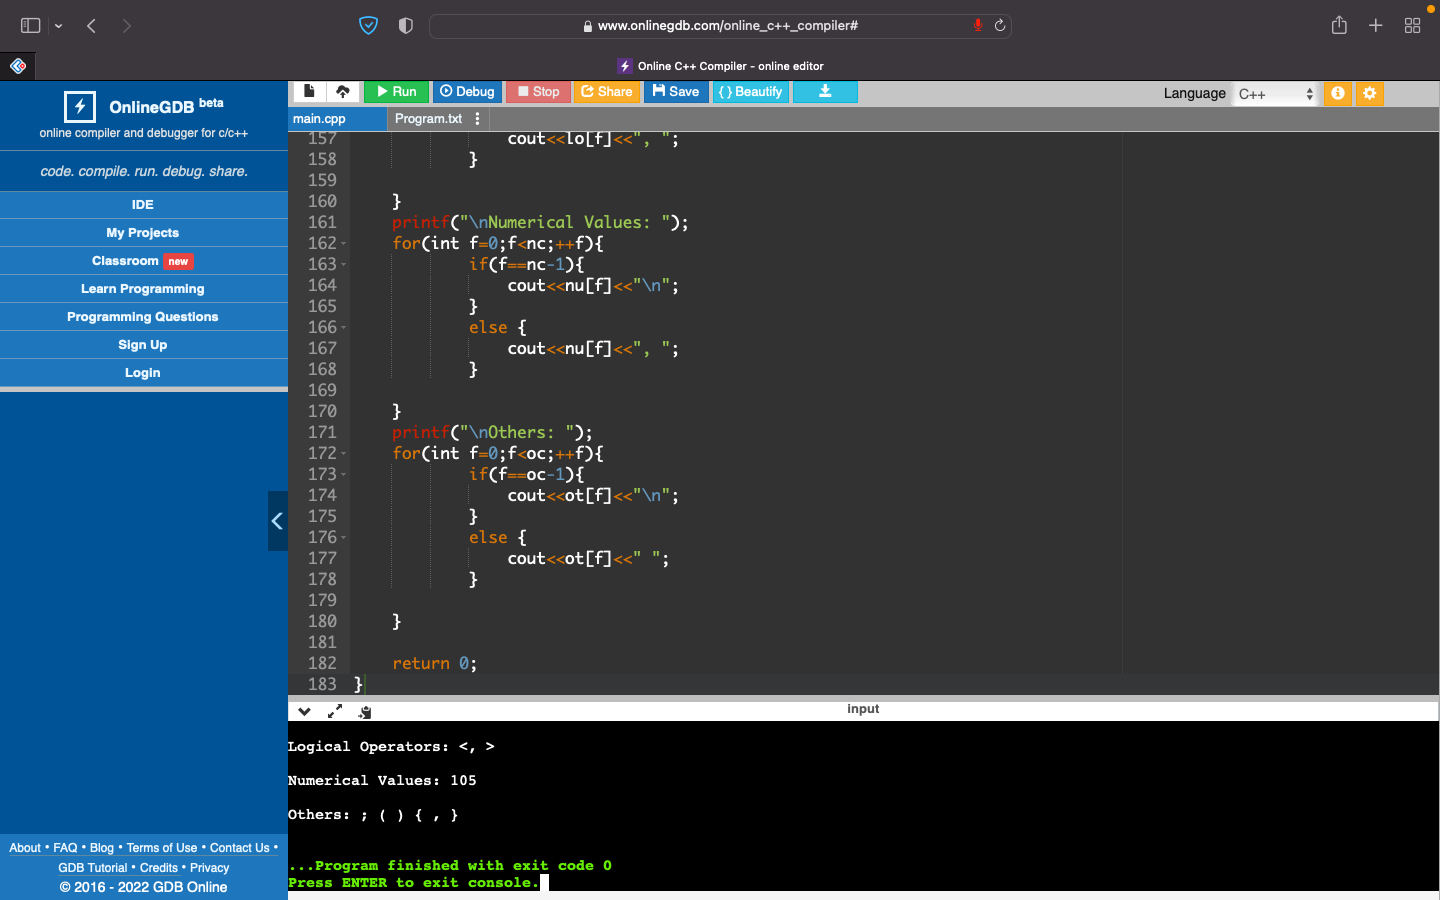 www.onlinegdb.com/online_c++_compiler#
Online C++ Compiler - online editor
OnlineGDB beta
online compiler and debugger for c/c++
code. compile. run. debug. share.
IDE
My Projects
Classroom new
Learn Programming
Programming Questions
Sign Up
Login
About • FAQ • Blog • Terms of Use • Contact Us •
GDB Tutorial • Credits • Privacy
© 2016 - 2022 GDB Online
Run Debug Stop Share Save { } Beautify Language C++
main.cpp Program.txt
157 cout<<lo[f]<<", ";
158 }
159
160 }
161 printf("\nNumerical Values: ");
162 for(int f=0;f<nc;++f){
163 if(f==nc-1){
164 cout<<nu[f]<<"\n";
165 }
166 else {
167 cout<<nu[f]<<", ";
168 }
169
170 }
171 printf("\nOthers: ");
172 for(int f=0;f<oc;++f){
173 if(f==oc-1){
174 cout<<ot[f]<<"\n";
175 }
176 else {
177 cout<<ot[f]<<" ";
178 }
179
180 }
181
182 return 0;
183 }
input
Logical Operators: <, >
Numerical Values: 105
Others: ; ( ) { , }
...Program finished with exit code 0
Press ENTER to exit console.